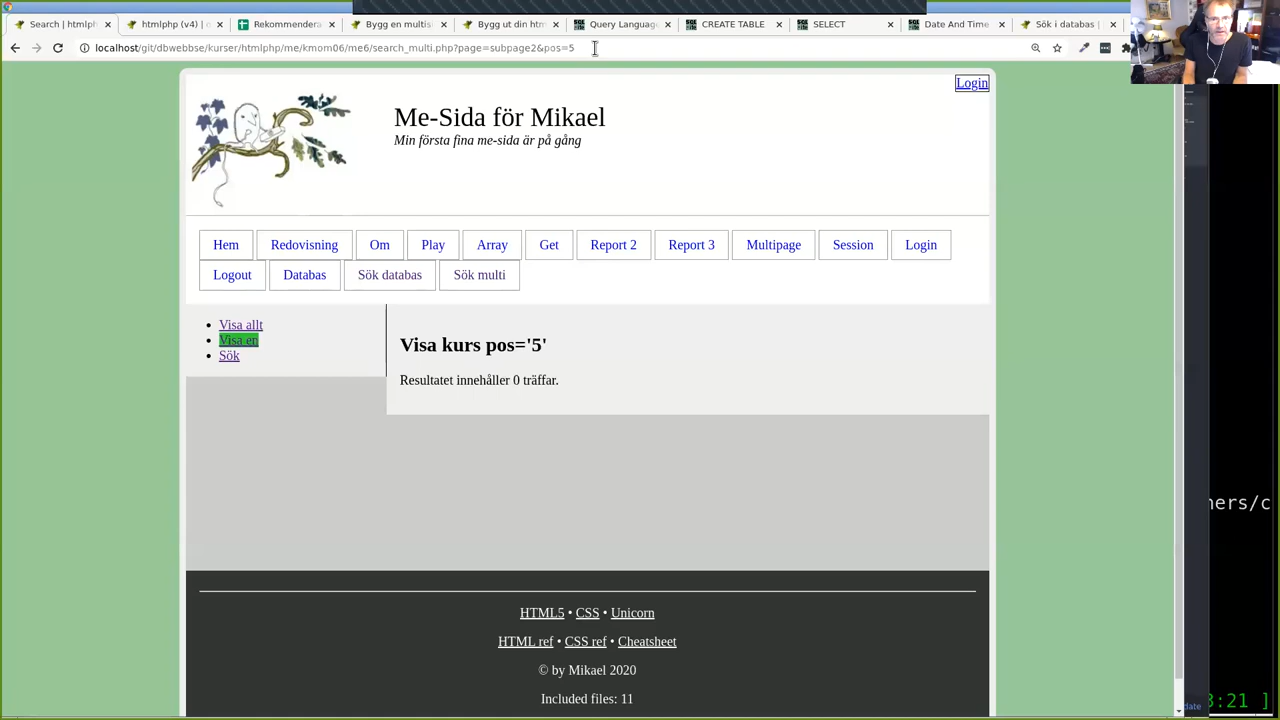 Search | htmlph
htmlphp (v4) |
Rekommendera
Bygg en multis
Bygg ut din htm
Query Language
CREATE TABLE
SELECT
Date And Time
Sök i databas |
localhost/git/dbwebbse/kurser/htmlphp/me/kmom06/me6/search_multi.php?page=subpage2&pos=5
Login
Me-Sida för Mikael
Min första fina me-sida är på gång
Hem Redovisning Om Play Array Get Report 2 Report 3 Multipage Session Login
Logout Databas Sök databas Sök multi
Visa allt
Visa en
Sök
Visa kurs pos='5'
Resultatet innehåller 0 träffar.
HTML5 • CSS • Unicorn
HTML ref • CSS ref • Cheatsheet
© by Mikael 2020
Included files: 11
ners/c
date
3:21 ]